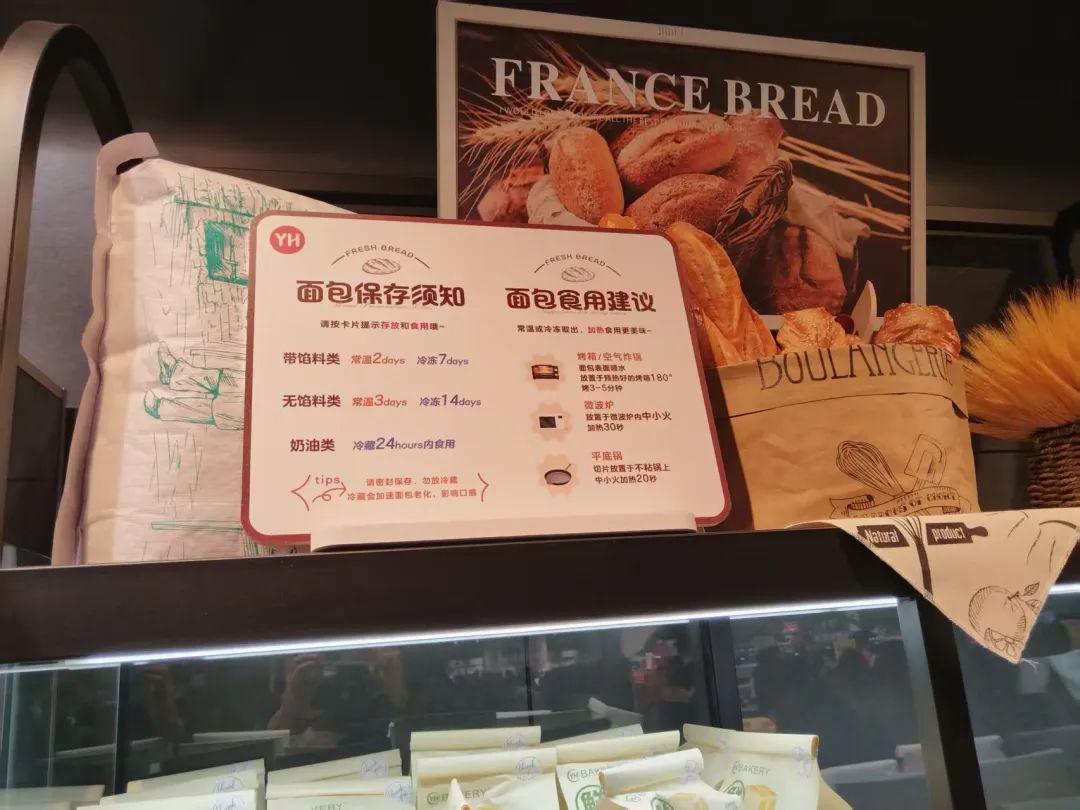 FRANCE BREAD
YH
FRESH BREAD
面包保存须知
请按卡片提示存放和食用哦~
带馅料类 常温2days 冷冻7days
无馅料类 常温3days 冷冻14days
奶油类 冷藏24hours内食用
tips
请密封保存，勿放冷藏
冷藏会加速面包老化，影响口感
FRESH BREAD
面包食用建议
常温或冷冻取出，加热食用更美味~
烤箱/空气炸锅
面包表面喷水
放置于预热好的烤箱180°
烤3-5分钟
微波炉
放置于微波炉内中小火
加热30秒
平底锅
切片放置于不粘锅上
中小火加热20秒
BOULANGERIE
Natural product
YH BAKERY
BAKERY